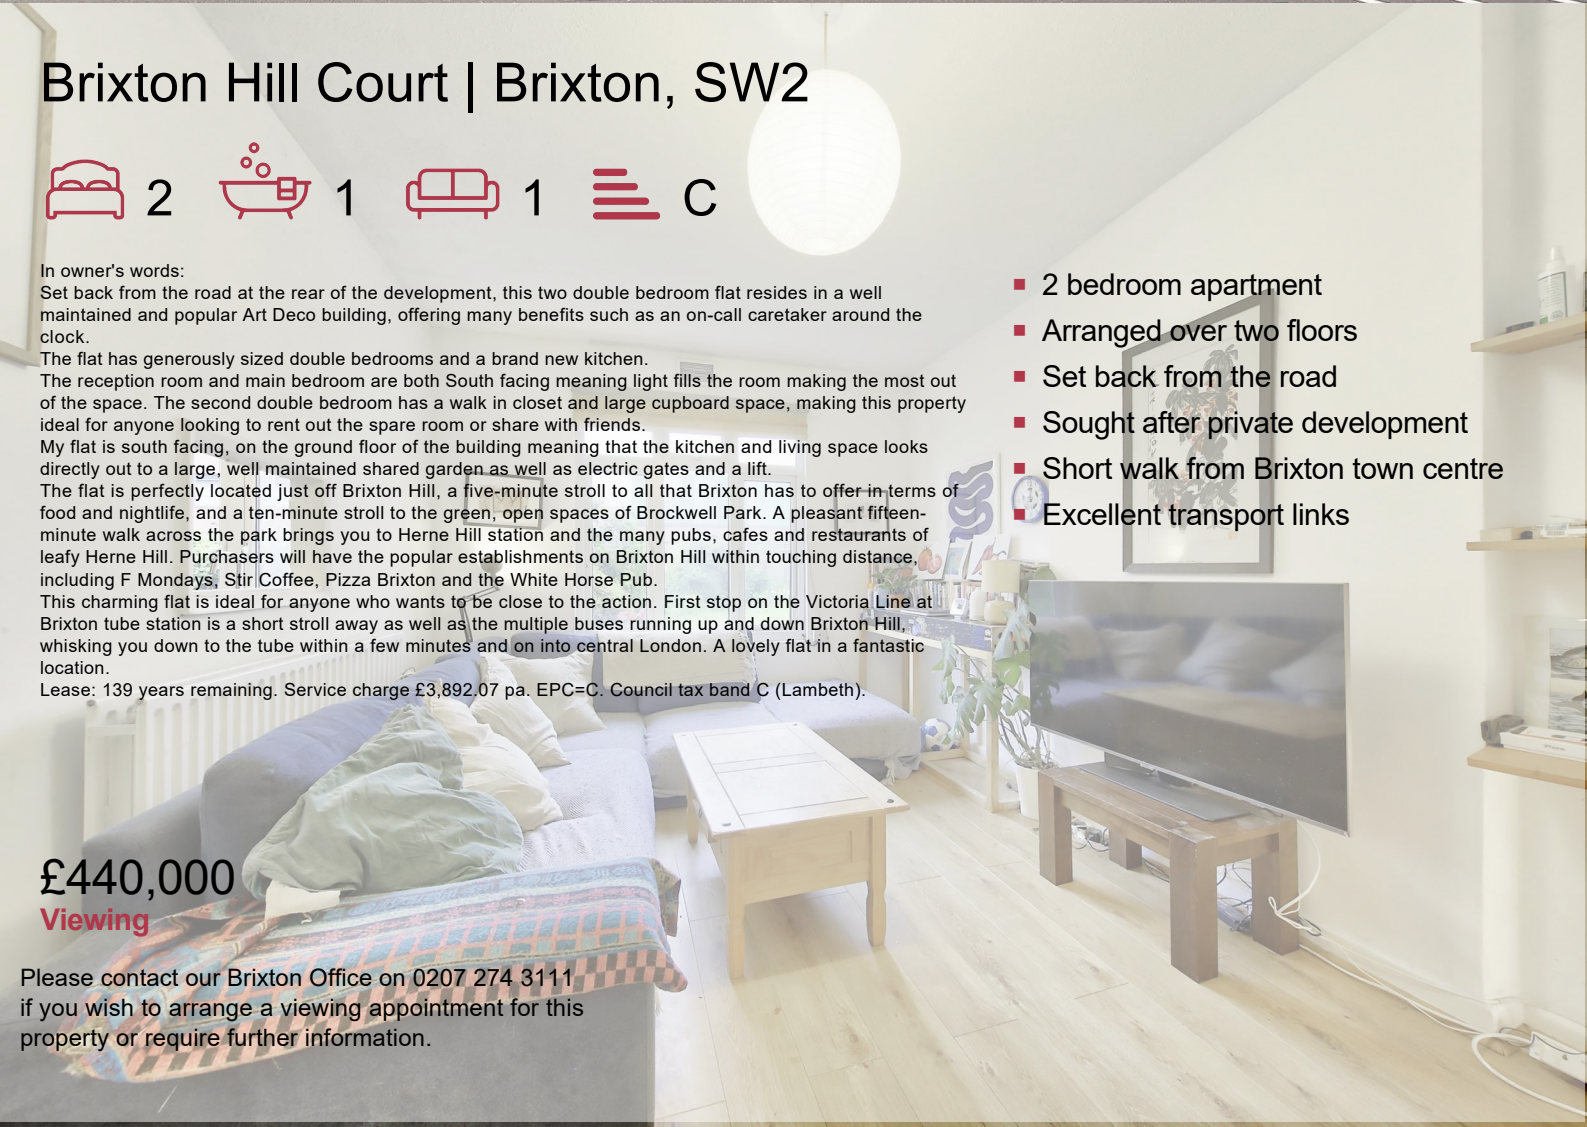 Brixton Hill Court | Brixton, SW2
2 1 1 C
In owner's words:
Set back from the road at the rear of the development, this two double bedroom flat resides in a well
maintained and popular Art Deco building, offering many benefits such as an on-call caretaker around the
clock.
The flat has generously sized double bedrooms and a brand new kitchen.
The reception room and main bedroom are both South facing meaning light fills the room making the most out
of the space. The second double bedroom has a walk in closet and large cupboard space, making this property
ideal for anyone looking to rent out the spare room or share with friends.
My flat is south facing, on the ground floor of the building meaning that the kitchen and living space looks
directly out to a large, well maintained shared garden as well as electric gates and a lift.
The flat is perfectly located just off Brixton Hill, a five-minute stroll to all that Brixton has to offer in terms of
food and nightlife, and a ten-minute stroll to the green, open spaces of Brockwell Park. A pleasant fifteen-
minute walk across the park brings you to Herne Hill station and the many pubs, cafes and restaurants of
leafy Herne Hill. Purchasers will have the popular establishments on Brixton Hill within touching distance,
including F Mondays, Stir Coffee, Pizza Brixton and the White Horse Pub.
This charming flat is ideal for anyone who wants to be close to the action. First stop on the Victoria Line at
Brixton tube station is a short stroll away as well as the multiple buses running up and down Brixton Hill,
whisking you down to the tube within a few minutes and on into central London. A lovely flat in a fantastic
location.
Lease: 139 years remaining. Service charge £3,892.07 pa. EPC=C. Council tax band C (Lambeth).
2 bedroom apartment
Arranged over two floors
Set back from the road
Sought after private development
Short walk from Brixton town centre
Excellent transport links
£440,000
Viewing
Please contact our Brixton Office on 0207 274 3111
if you wish to arrange a viewing appointment for this
property or require further information.